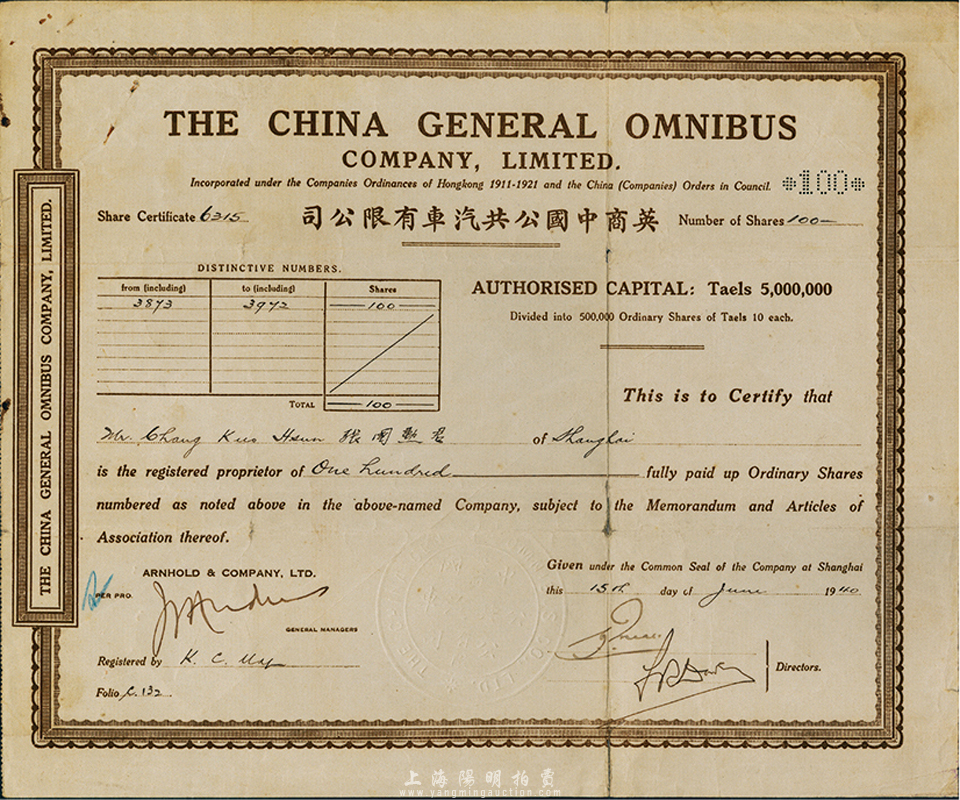 THE CHINA GENERAL OMNIBUS
COMPANY, LIMITED.
Incorporated under the Companies Ordinances of Hongkong 1911-1921 and the China (Companies) Orders in Council.
*100*
Share Certificate 6215
司公限有車汽共公國中商英
Number of Shares 100—
THE CHINA GENERAL OMNIBUS COMPANY, LIMITED.
DISTINCTIVE NUMBERS.
from (including) to (including) Shares
3873 3972 100
TOTAL 100
AUTHORISED CAPITAL: Taels 5,000,000
Divided into 500,000 Ordinary Shares of Taels 10 each.
This is to Certify that
Mr. Chang Kuo Hsun 張國勳君 of Shanghai
is the registered proprietor of One hundred fully paid up Ordinary Shares
numbered as noted above in the above-named Company, subject to the Memorandum and Articles of
Association thereof.
ARNHOLD & COMPANY, LTD.
PER PRO.
GENERAL MANAGERS
Registered by K. C.
Folio C. 132
Given under the Common Seal of the Company at Shanghai
this 15th day of June 1940
Directors.
上海陽明拍賣
www.yangmingauction.com